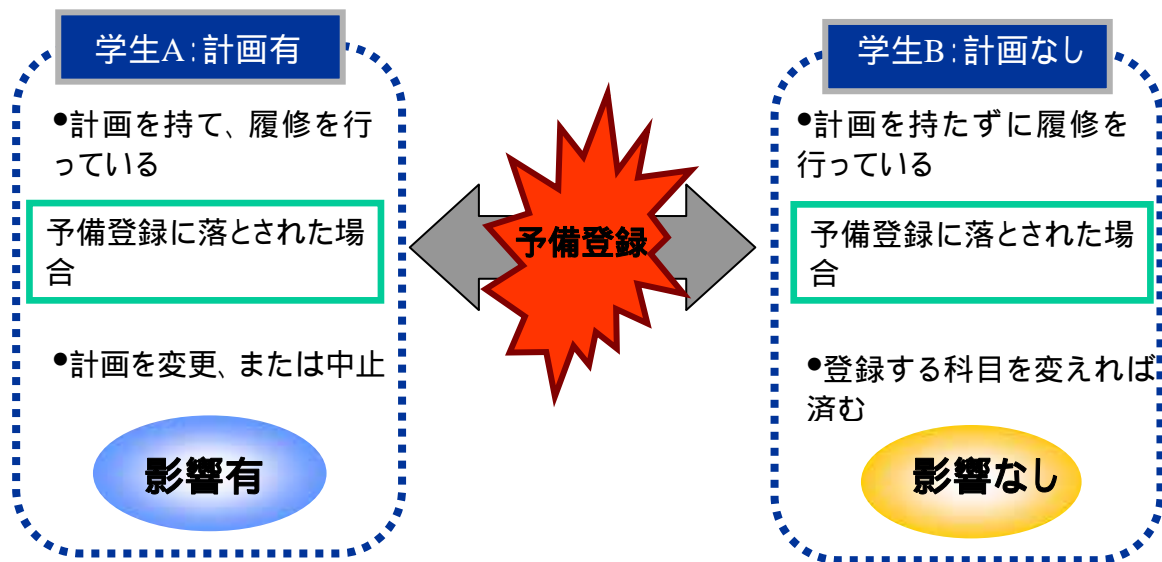 学生A:計画有
●計画を持て、履修を行
っている
予備登録に落とされた場
合
●計画を変更、または中止
影響有
予備登録
学生B:計画なし
●計画を持たずに履修を
行っている
予備登録に落とされた場
合
●登録する科目を変えれば
済む
影響なし